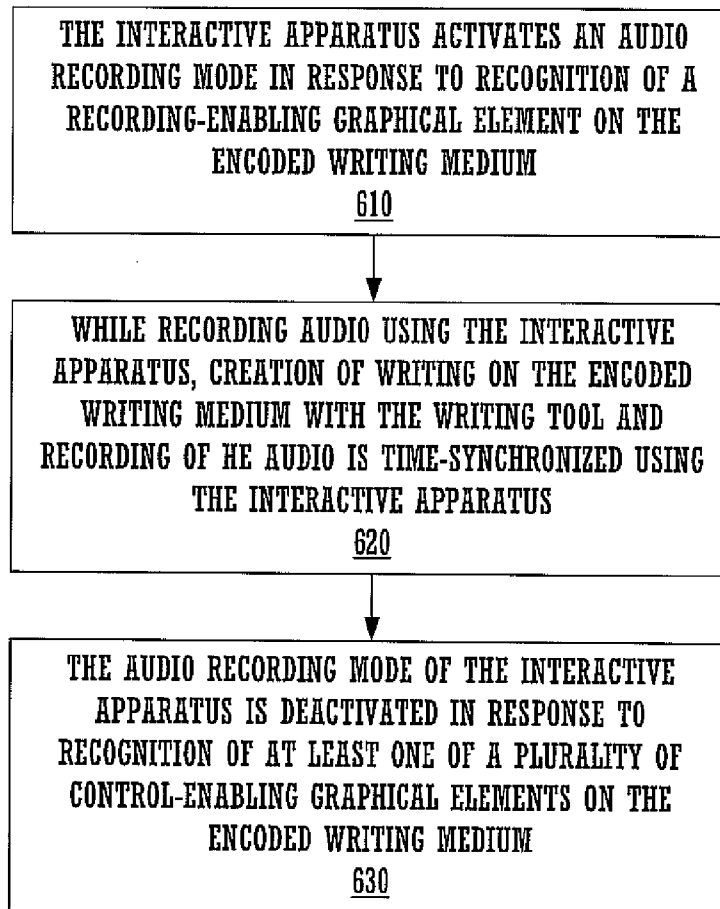 THE INTERACTIVE APPARATUS ACTIVATES AN AUDIO
RECORDING MODE IN RESPONSE TO RECOGNITION OF A
RECORDING-ENABLING GRAPHICAL ELEMENT ON THE
ENCODED WRITING MEDIUM
610
WHILE RECORDING AUDIO USING THE INTERACTIVE
APPARATUS, CREATION OF WRITING ON THE ENCODED
WRITING MEDIUM WITH THE WRITING TOOL AND
RECORDING OF HE AUDIO IS TIME-SYNCHRONIZED USING
THE INTERACTIVE APPARATUS
620
THE AUDIO RECORDING MODE OF THE INTERACTIVE
APPARATUS IS DEACTIVATED IN RESPONSE TO
RECOGNITION OF AT LEAST ONE OF A PLURALITY OF
CONTROL-ENABLING GRAPHICAL ELEMENTS ON THE
ENCODED WRITING MEDIUM
630